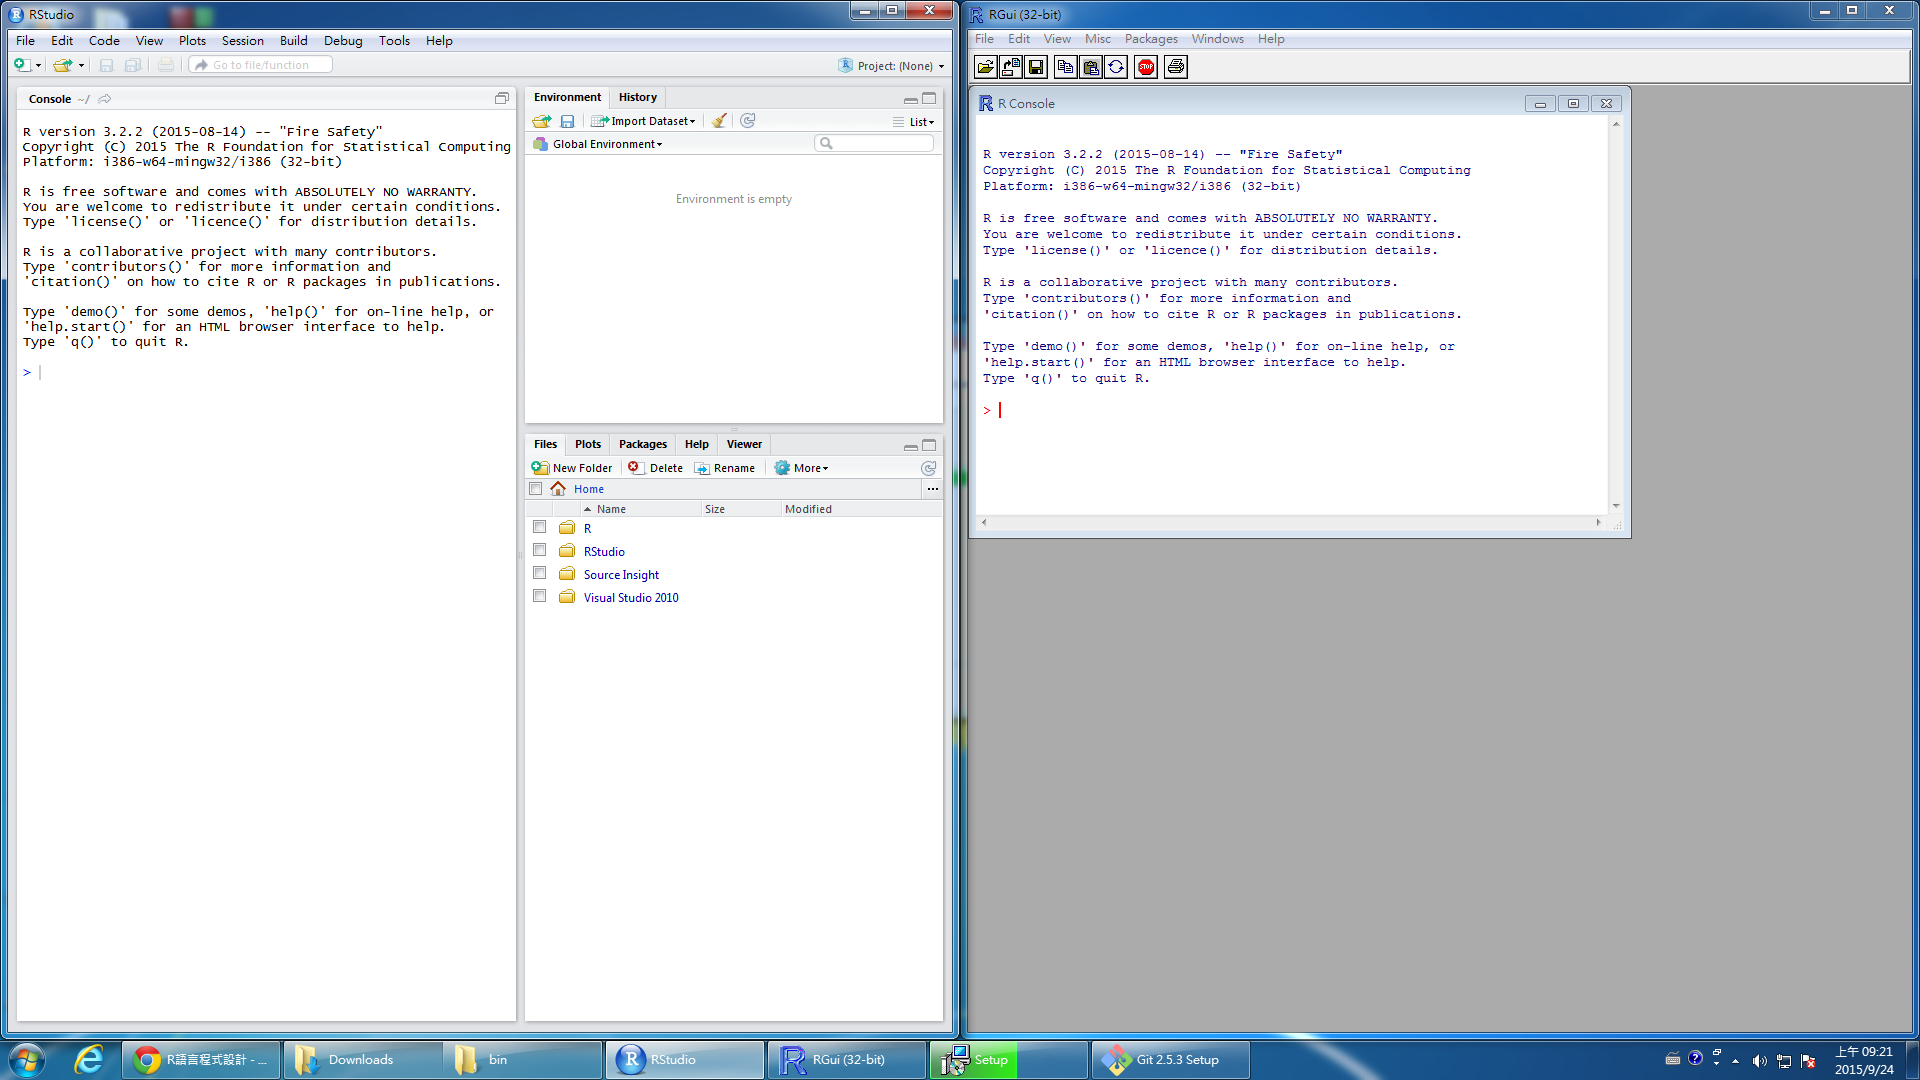 RStudio
File Edit Code View Plots Session Build Debug Tools Help
Go to file/function
Project: (None)
Console ~/
R version 3.2.2 (2015-08-14) -- "Fire Safety"
Copyright (C) 2015 The R Foundation for Statistical Computing
Platform: i386-w64-mingw32/i386 (32-bit)
R is free software and comes with ABSOLUTELY NO WARRANTY.
You are welcome to redistribute it under certain conditions.
Type 'license()' or 'licence()' for distribution details.
R is a collaborative project with many contributors.
Type 'contributors()' for more information and
'citation()' on how to cite R or R packages in publications.
Type 'demo()' for some demos, 'help()' for on-line help, or
'help.start()' for an HTML browser interface to help.
Type 'q()' to quit R.
>
Environment History
Import Dataset
List
Global Environment
Environment is empty
Files Plots Packages Help Viewer
New Folder Delete Rename More
Home ...
Name Size Modified
R
RStudio
Source Insight
Visual Studio 2010
RGui (32-bit)
File Edit View Misc Packages Windows Help
STOP
R Console
R version 3.2.2 (2015-08-14) -- "Fire Safety"
Copyright (C) 2015 The R Foundation for Statistical Computing
Platform: i386-w64-mingw32/i386 (32-bit)
R is free software and comes with ABSOLUTELY NO WARRANTY.
You are welcome to redistribute it under certain conditions.
Type 'license()' or 'licence()' for distribution details.
R is a collaborative project with many contributors.
Type 'contributors()' for more information and
'citation()' on how to cite R or R packages in publications.
Type 'demo()' for some demos, 'help()' for on-line help, or
'help.start()' for an HTML browser interface to help.
Type 'q()' to quit R.
>
R語言程式設計 - ... Downloads bin RStudio RGui (32-bit) Setup Git 2.5.3 Setup
上午 09:21
2015/9/24